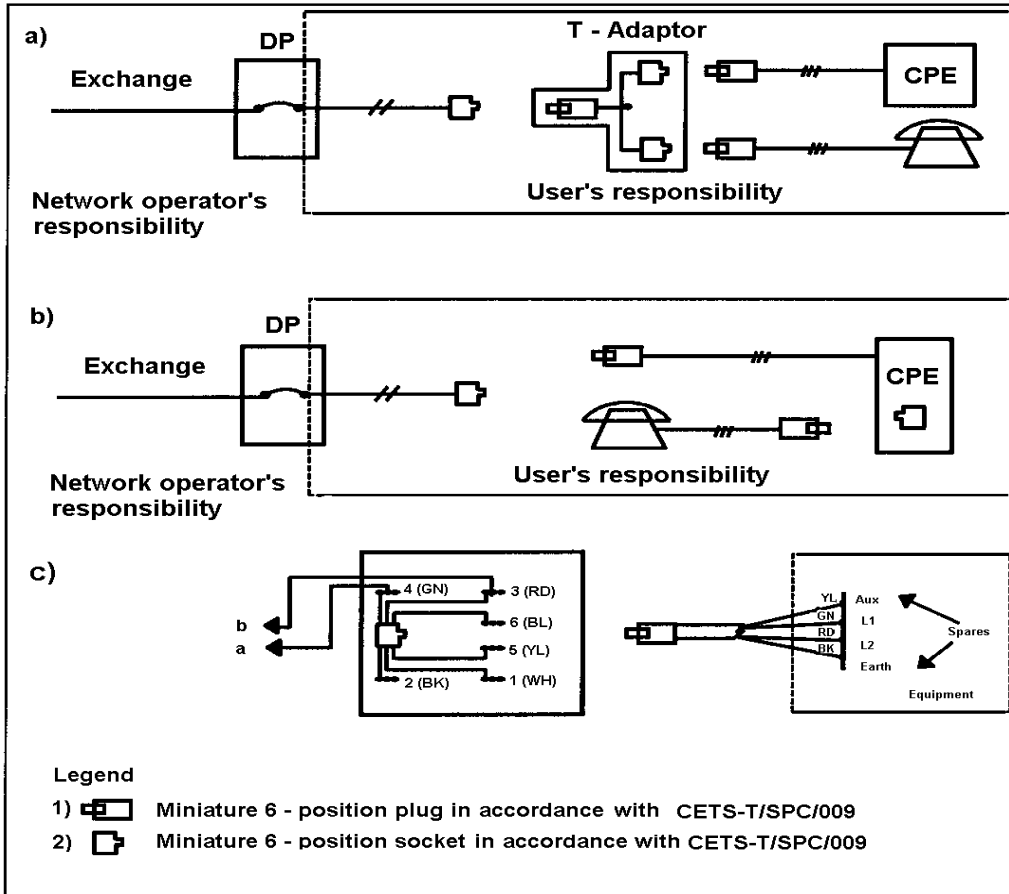 a)
DP
T - Adaptor
Exchange
CPE
Network operator's
responsibility
User's responsibility
b)
DP
Exchange
CPE
Network operator's
responsibility
User's responsibility
c)
4 (GN)
3 (RD)
b
6 (BL)
a
5 (YL)
2 (BK)
1 (WH)
YL
Aux
GN
L1
RD
Spares
BK
L2
Earth
Equipment
Legend
1) Miniature 6 - position plug in accordance with CETS-T/SPC/009
2) Miniature 6 - position socket in accordance with CETS-T/SPC/009